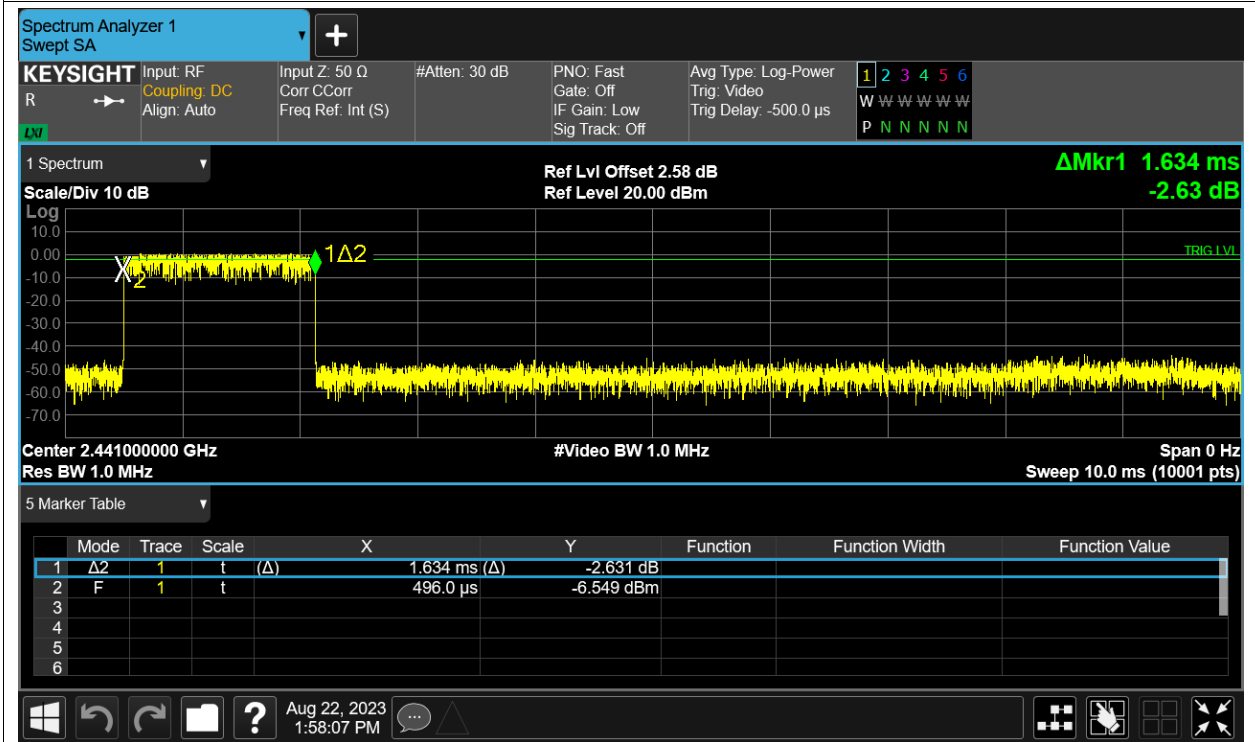 Spectrum Analyzer 1
Swept SA
+
KEYSIGHT Input: RF Input Z: 50 Ω #Atten: 30 dB PNO: Fast Avg Type: Log-Power 1 2 3 4 5 6
R Coupling: DC Corr CCorr Gate: Off Trig: Video W W W W W W
Align: Auto Freq Ref: Int (S) IF Gain: Low Trig Delay: -500.0 µs
LXI Sig Track: Off P N N N N N
1 Spectrum Ref Lvl Offset 2.58 dB ΔMkr1 1.634 ms
Scale/Div 10 dB Ref Level 20.00 dBm -2.63 dB
Log
10.0
0.00 1Δ2 TRIG LVL
-10.0 X 2
-20.0
-30.0
-40.0
-50.0
-60.0
-70.0
Center 2.441000000 GHz #Video BW 1.0 MHz Span 0 Hz
Res BW 1.0 MHz Sweep 10.0 ms (10001 pts)
5 Marker Table
Mode Trace Scale X Y Function Function Width Function Value
1 Δ2 1 t (Δ) 1.634 ms (Δ) -2.631 dB
2 F 1 t 496.0 µs -6.549 dBm
3
4
5
6
? Aug 22, 2023
1:58:07 PM